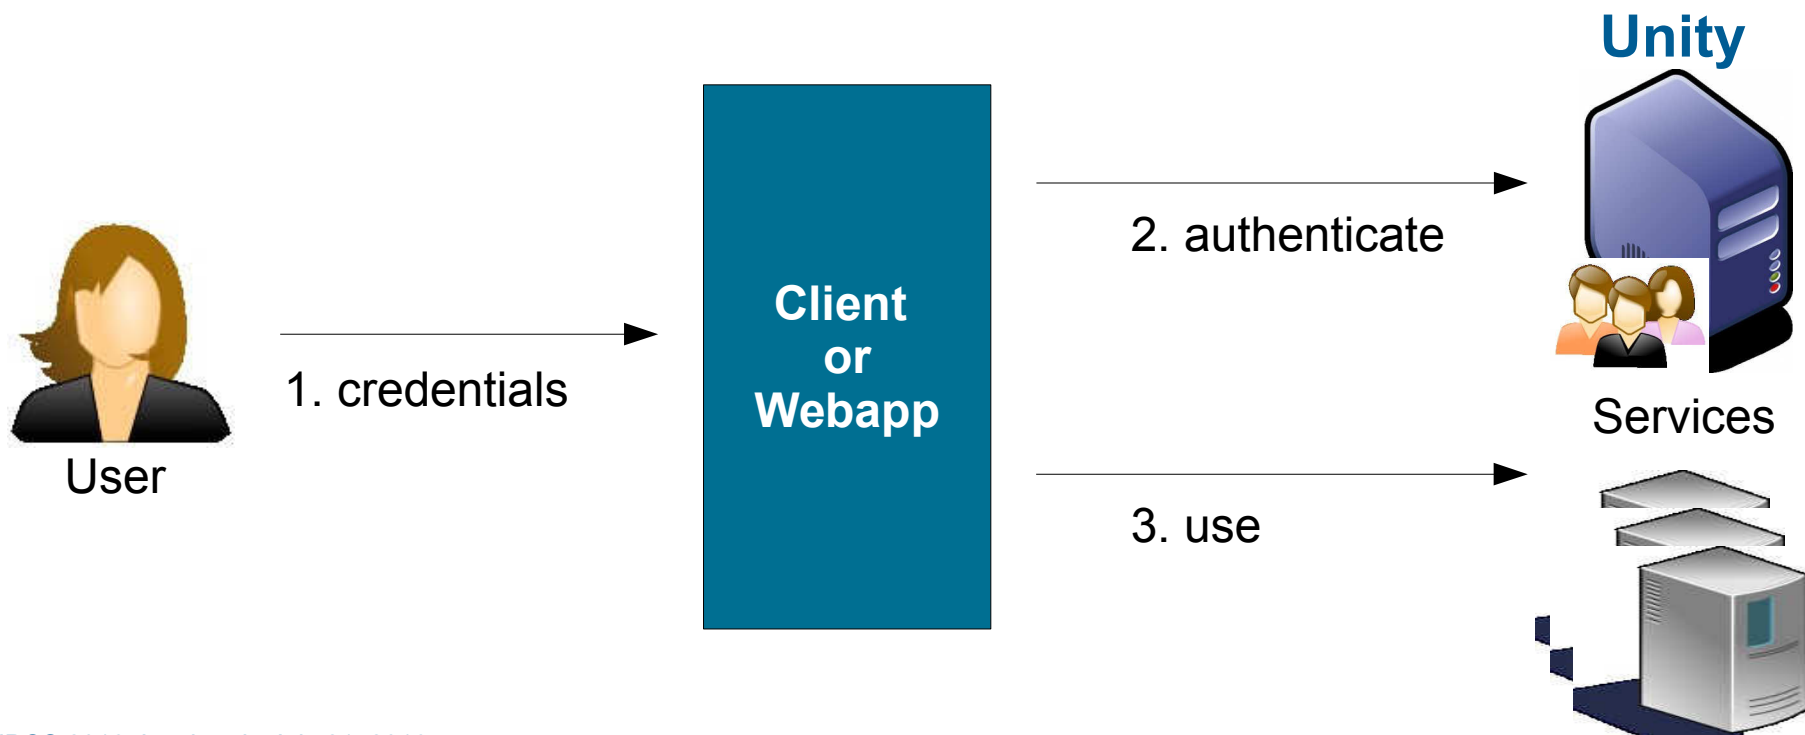 Unity
2. authenticate
Client
or
Webapp
1. credentials
User
Services
3. use